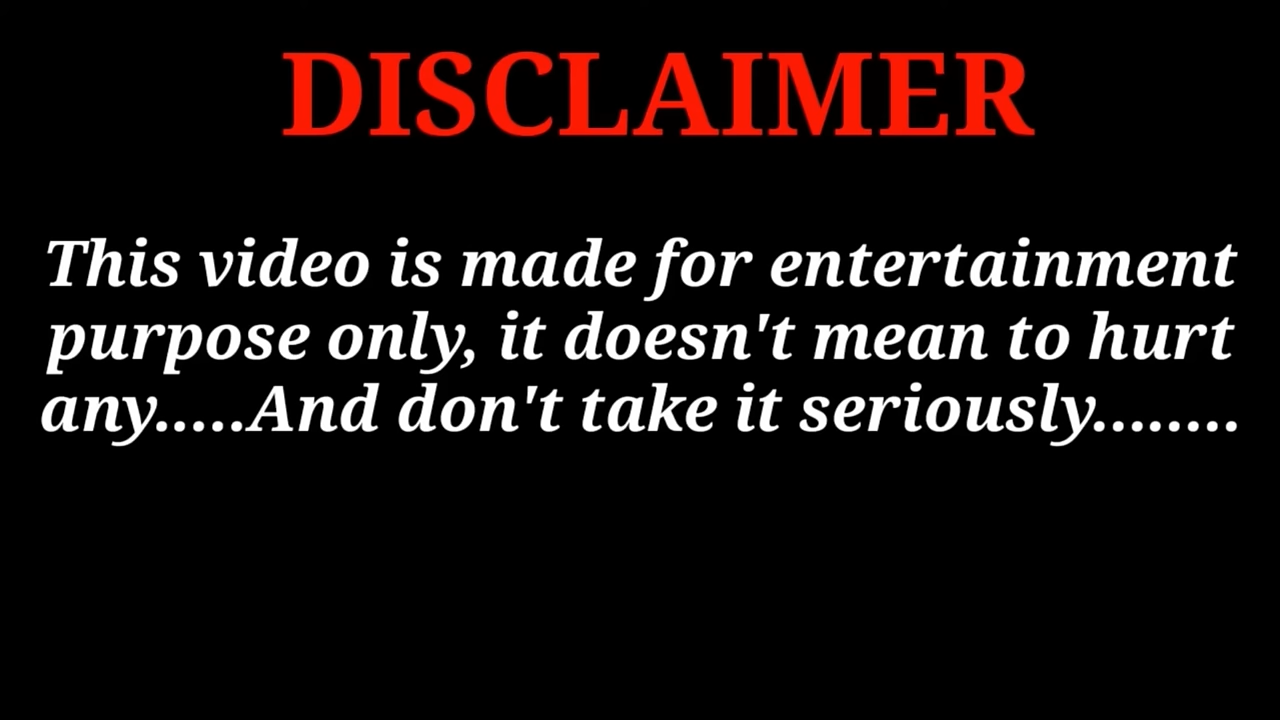 DISCLAIMER
This video is made for entertainment
purpose only, it doesn't mean to hurt
any.....And don't take it seriously........